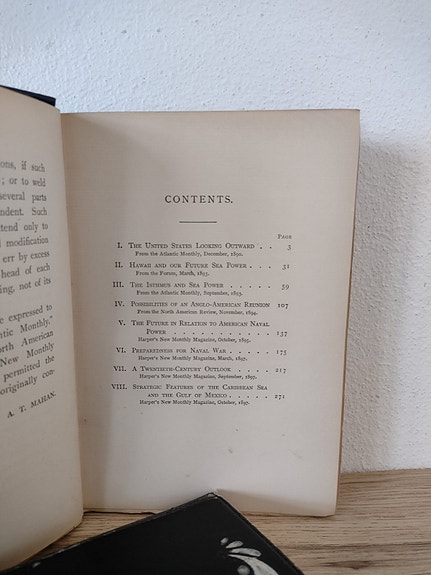 ons, if such
; or to weld
several parts
ndent. Such
tend only to
l modification
err by excess
head of each
ng, not of its
e expressed to
ntic Monthly,"
orth American
New Monthly
permitted the
originally con-
A. T. MAHAN.
CONTENTS.
PAGE
I. THE UNITED STATES LOOKING OUTWARD . . 3
From the Atlantic Monthly, December, 1890.
II. HAWAII AND OUR FUTURE SEA POWER . . . 31
From the Forum, March, 1893.
III. THE ISTHMUS AND SEA POWER . . . . . . 59
From the Atlantic Monthly, September, 1893.
IV. POSSIBILITIES OF AN ANGLO-AMERICAN REUNION 107
From the North American Review, November, 1894.
V. THE FUTURE IN RELATION TO AMERICAN NAVAL
POWER . . . . . . . . . . . . . . 137
Harper's New Monthly Magazine, October, 1895.
VI. PREPAREDNESS FOR NAVAL WAR . . . . . 175
Harper's New Monthly Magazine, March, 1897.
VII. A TWENTIETH-CENTURY OUTLOOK . . . . 217
Harper's New Monthly Magazine, September, 1897.
VIII. STRATEGIC FEATURES OF THE CARIBBEAN SEA
AND THE GULF OF MEXICO . . . . . . 271
Harper's New Monthly Magazine, October, 1897.